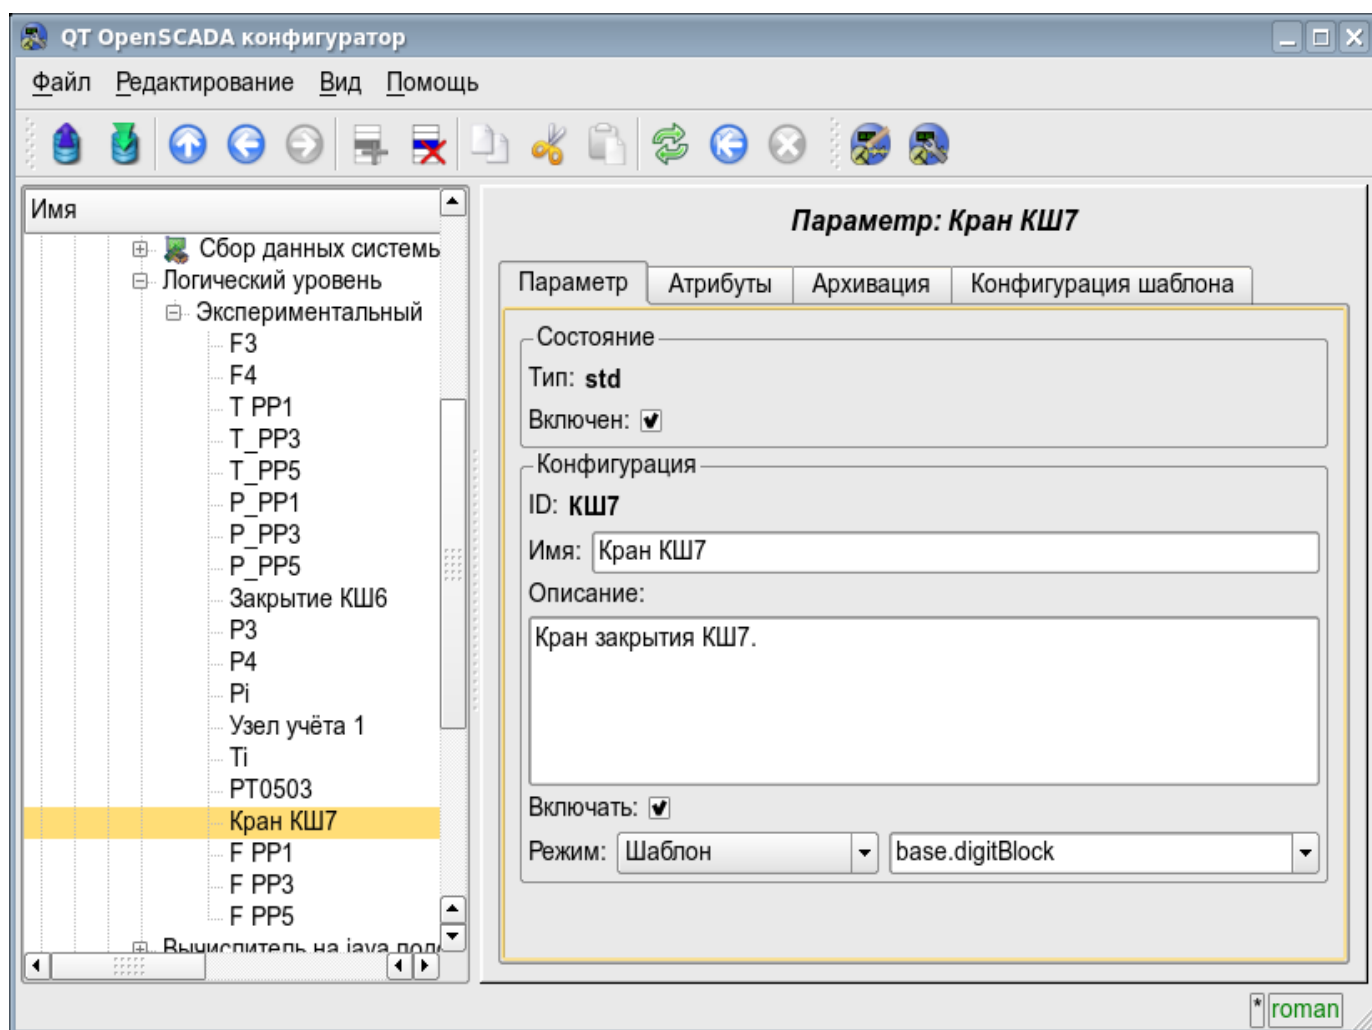 QT OpenSCADA конфигуратор
Файл Редактирование Вид Помощь
Имя
Сбор данных системы
Логический уровень
Экспериментальный
F3
F4
T PP1
T_PP3
T_PP5
P_PP1
P_PP3
P_PP5
Закрытие КШ6
P3
P4
Pi
Узел учёта 1
Ti
PT0503
Кран КШ7
F PP1
F PP3
F PP5
Вычислитель на java
Параметр: Кран КШ7
Параметр Атрибуты Архивация Конфигурация шаблона
Состояние
Тип: std
Включен:
Конфигурация
ID: КШ7
Имя: Кран КШ7
Описание:
Кран закрытия КШ7.
Включать:
Режим: Шаблон base.digitBlock
* roman